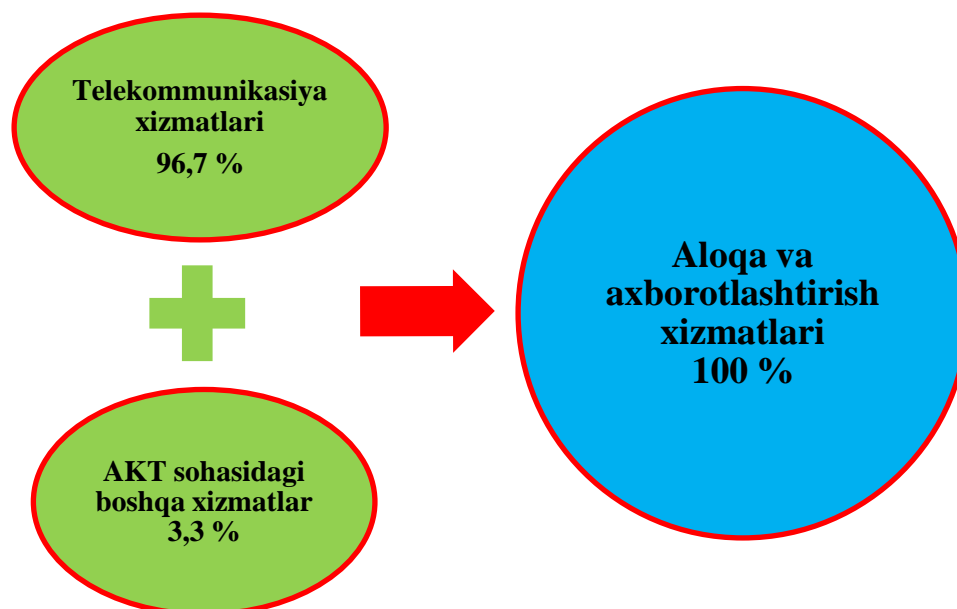 Telekommunikasiya
xizmatlari
96,7 %
AKT sohasidagi
boshqa xizmatlar
3,3 %
Aloqa va
axborotlashtirish
xizmatlari
100 %